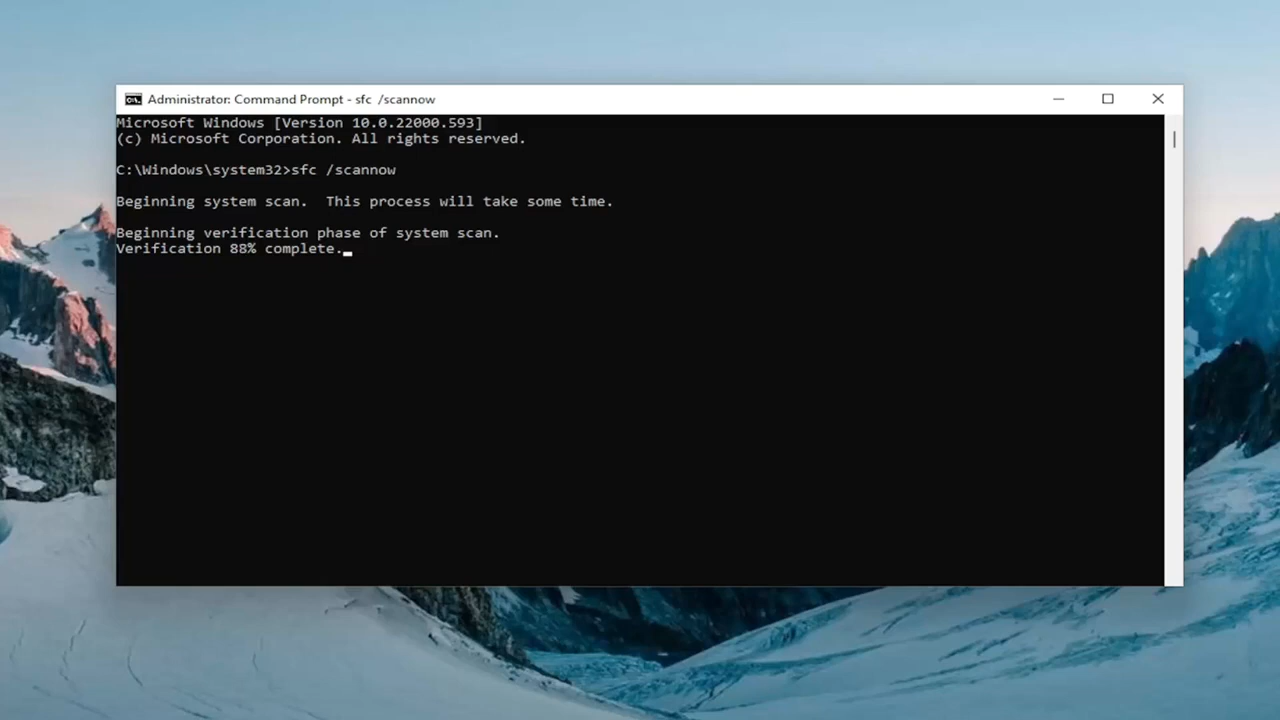 Administrator: Command Prompt - sfc  /scannow
Microsoft Windows [Version 10.0.22000.593]
(c) Microsoft Corporation. All rights reserved.
C:\Windows\system32>sfc /scannow
Beginning system scan.  This process will take some time.
Beginning verification phase of system scan.
Verification 88% complete.